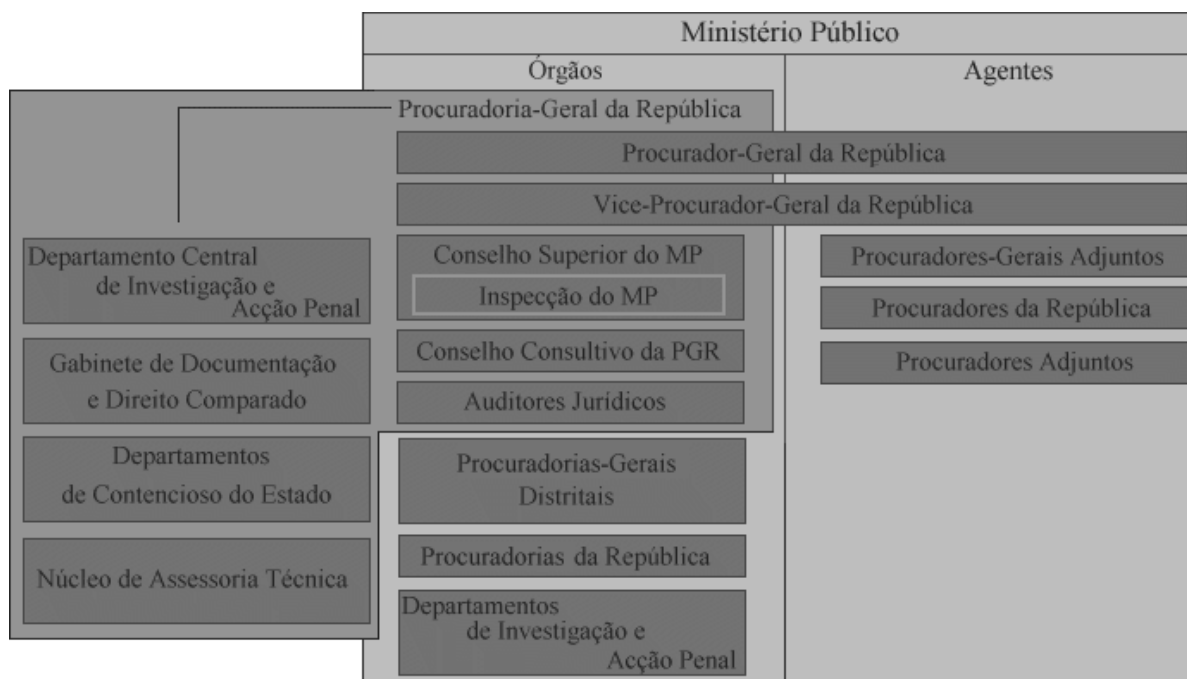 Ministério Público
Órgãos
Agentes
Procuradoria-Geral da República
Procurador-Geral da República
Vice-Procurador-Geral da República
Departamento Central
de Investigação e
Acção Penal
Gabinete de Documentação
e Direito Comparado
Departamentos
de Contencioso do Estado
Núcleo de Assessoria Técnica
Conselho Superior do MP
Inspecção do MP
Conselho Consultivo da PGR
Auditores Jurídicos
Procuradorias-Gerais
Distritais
Procuradorias da República
Departamentos
de Investigação e
Acção Penal
Procuradores-Gerais Adjuntos
Procuradores da República
Procuradores Adjuntos